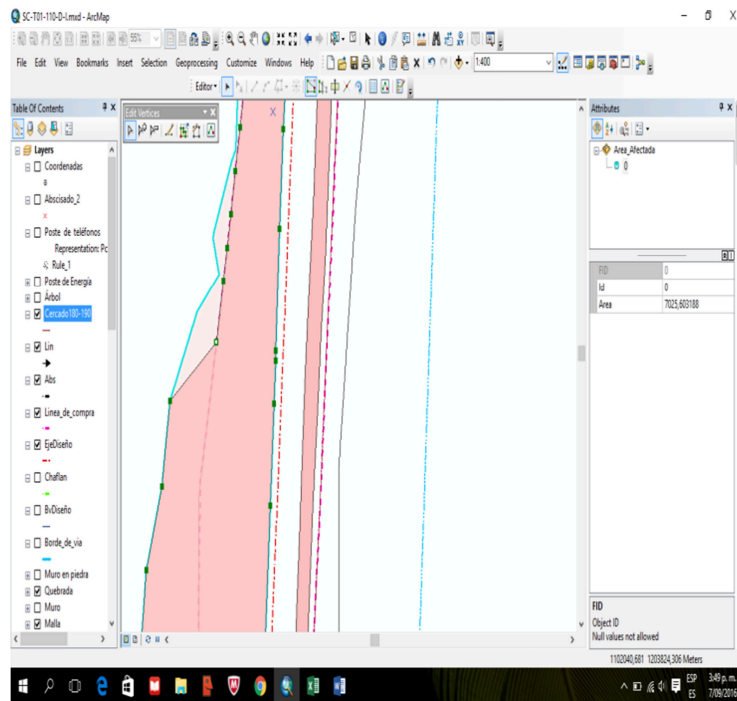 SC-T01-110-D-I.mxd - ArcMap
55%
File Edit View Bookmarks Insert Selection Geoprocessing Customize Windows Help
1:400
Editor
Table Of Contents
Layers
Coordenadas
Abscisado_2
Poste de teléfonos
Representation: Pc
Rule_1
Poste de Energía
Árbol
Cercado180-190
Lin
Abs
Linea_de_compra
EjeDiseño
Chaflan
BvDiseño
Borde_de_via
Muro en piedra
Quebrada
Muro
Malla
Edit Vertices
Attributes
Area_Afectada
0
FID 0
Id 0
Area 7025,603188
FID
Object ID
Null values not allowed
1102040,681 1203824,306 Meters
ESP
ES
3:49 p. m.
7/09/2016